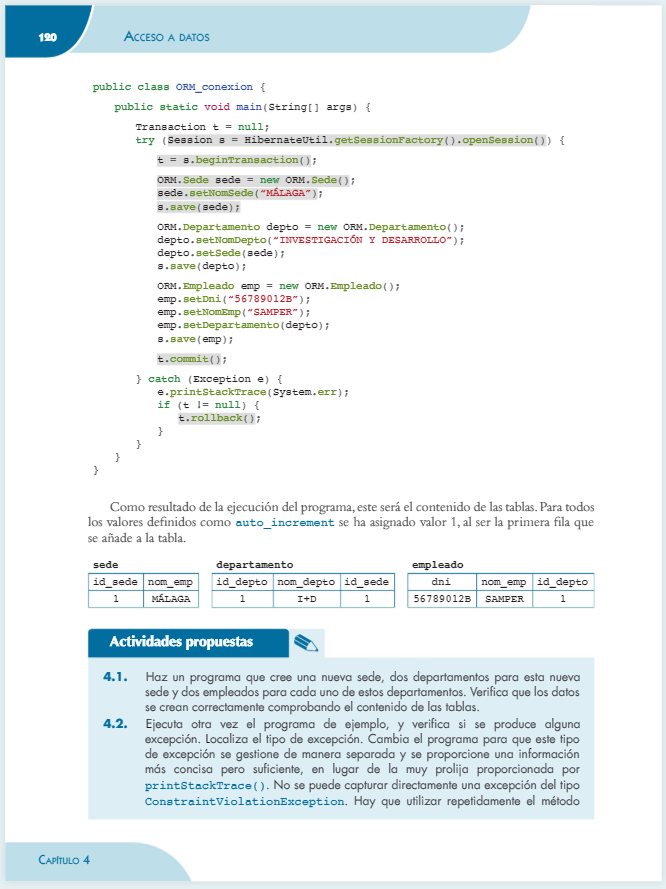 120
ACCESO A DATOS
public class ORM_conexion {
public static void main(String[] args) {
Transaction t = null;
try (Session s = HibernateUtil.getSessionFactory().openSession()) {
t = s.beginTransaction();
ORM.Sede sede = new ORM.Sede();
sede.setNomSede(“MÁLAGA”);
s.save(sede);
ORM.Departamento depto = new ORM.Departamento();
depto.setNomDepto(“INVESTIGACIÓN Y DESARROLLO”);
depto.setSede(sede);
s.save(depto);
ORM.Empleado emp = new ORM.Empleado();
emp.setDni(“56789012B”);
emp.setNomEmp(“SAMPER”);
emp.setDepartamento(depto);
s.save(emp);
t.commit();
} catch (Exception e) {
e.printStackTrace(System.err);
if (t != null) {
t.rollback();
}
}
}
}
Como resultado de la ejecución del programa, este será el contenido de las tablas. Para todos
los valores definidos como auto_increment se ha asignado valor 1, al ser la primera fila que
se añade a la tabla.
sede departamento empleado
id_sede nom_emp id_depto nom_depto id_sede dni nom_emp id_depto
1 MÁLAGA 1 I+D 1 56789012B SAMPER 1
Actividades propuestas
4.1. Haz un programa que cree una nueva sede, dos departamentos para esta nueva
sede y dos empleados para cada uno de estos departamentos. Verifica que los datos
se crean correctamente comprobando el contenido de las tablas.
4.2. Ejecuta otra vez el programa de ejemplo, y verifica si se produce alguna
excepción. Localiza el tipo de excepción. Cambia el programa para que este tipo
de excepción se gestione de manera separada y se proporcione una información
más concisa pero suficiente, en lugar de la muy prolija proporcionada por
printStackTrace(). No se puede capturar directamente una excepción del tipo
ConstraintViolationException. Hay que utilizar repetidamente el método
CAPÍTULO 4